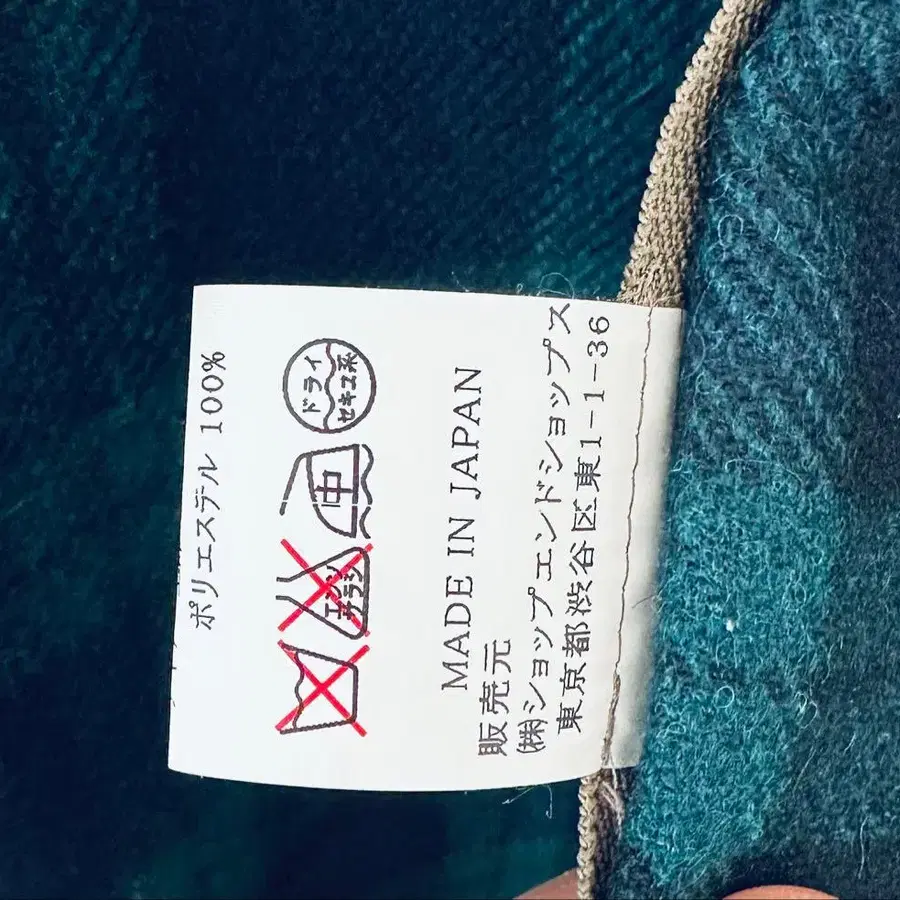 ポリエステル 100%
エンソ
サラシ
中
ドライ
セキユ系
MADE IN JAPAN
販売元
㈱ショップエンドショップス
東京都渋谷区東1-1-36